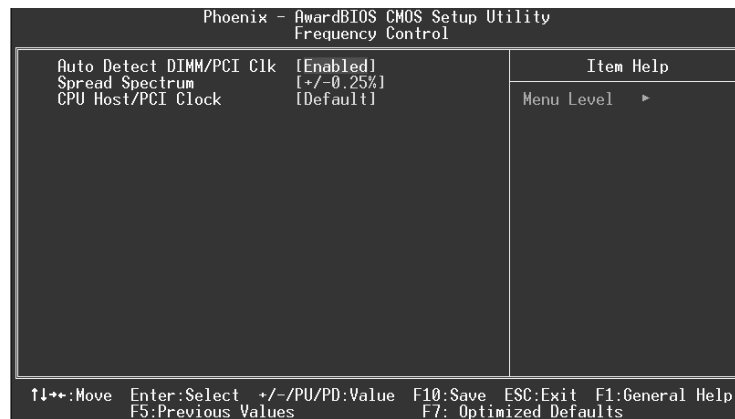 Phoenix - AwardBIOS CMOS Setup Utility
Frequency Control
Auto Detect DIMM/PCI Clk [Enabled]
Spread Spectrum [+/-0.25%]
CPU Host/PCI Clock [Default]
Item Help
Menu Level ►
↑↓→←:Move Enter:Select +/-/PU/PD:Value F10:Save ESC:Exit F1:General Help
F5:Previous Values F7: Optimized Defaults